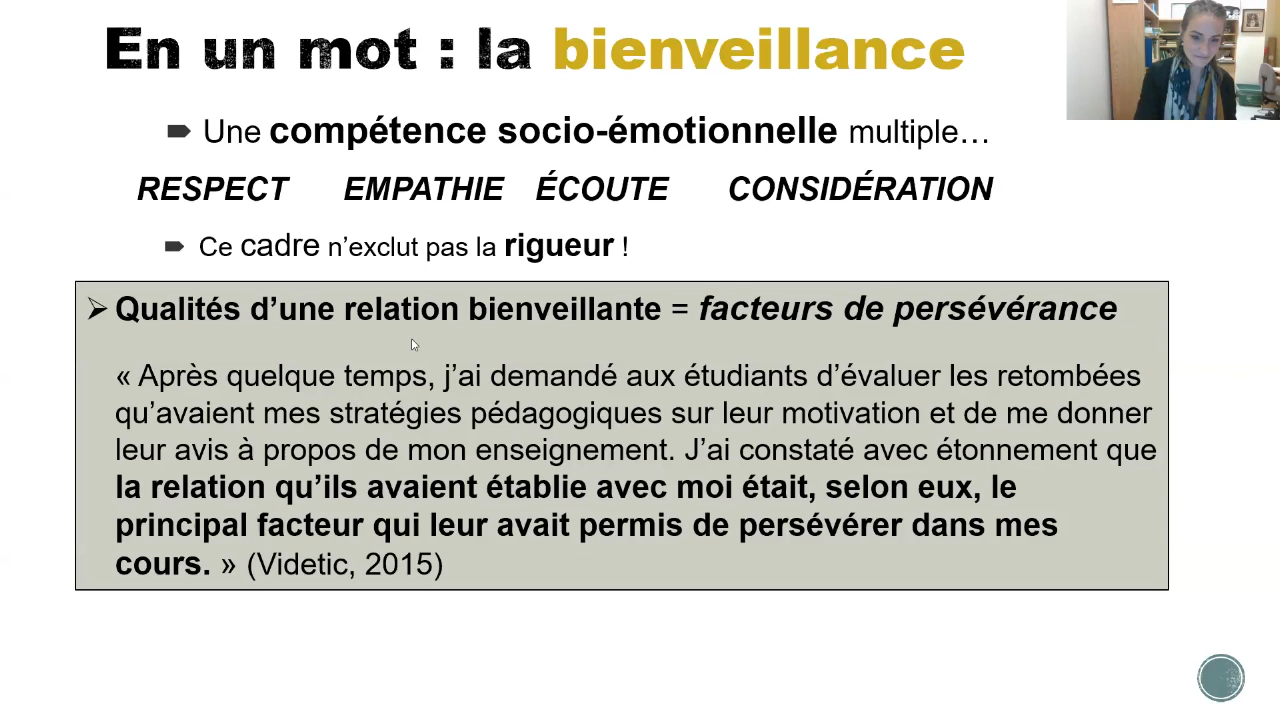 En un mot : la bienveillance
Une compétence socio-émotionnelle multiple…
RESPECT EMPATHIE ÉCOUTE CONSIDÉRATION
Ce cadre n’exclut pas la rigueur !
Qualités d’une relation bienveillante = facteurs de persévérance
« Après quelque temps, j’ai demandé aux étudiants d’évaluer les retombées
qu’avaient mes stratégies pédagogiques sur leur motivation et de me donner
leur avis à propos de mon enseignement. J’ai constaté avec étonnement que
la relation qu’ils avaient établie avec moi était, selon eux, le
principal facteur qui leur avait permis de persévérer dans mes
cours. » (Videtic, 2015)